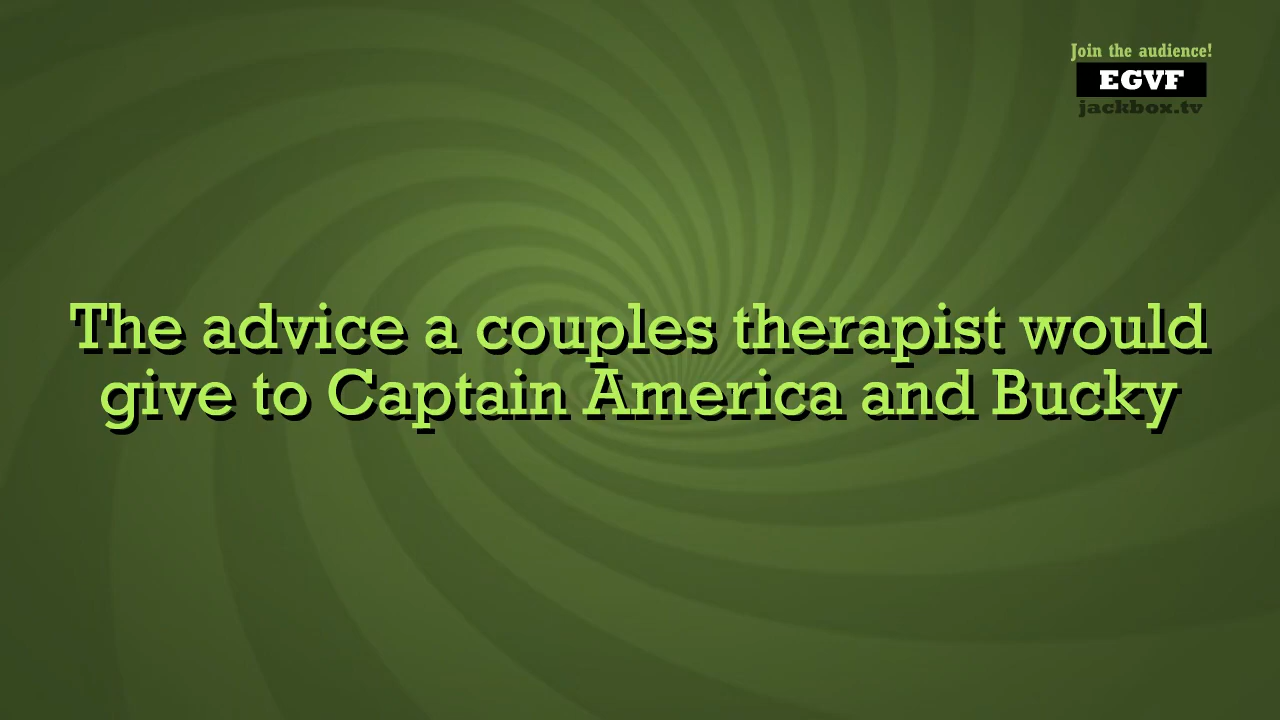 Join the audience!
EGVF
jackbox.tv
The advice a couples therapist would
give to Captain America and Bucky